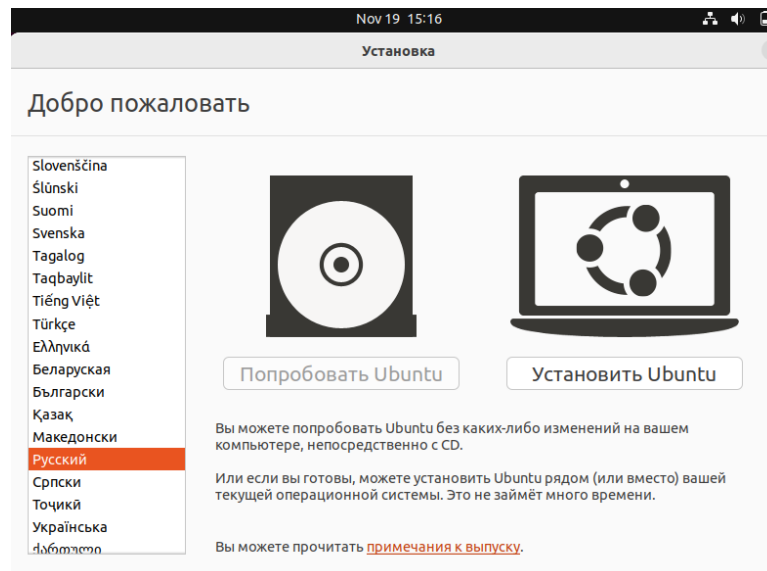 Nov 19 15:16
Установка
Добро пожаловать
Slovenščina
Ślůnski
Suomi
Svenska
Tagalog
Taqbaylit
Tiếng Việt
Türkçe
Ελληνικά
Беларуская
Български
Қазақ
Македонски
Русский
Српски
Тоҷикӣ
Українська
ქართული
Попробовать Ubuntu
Установить Ubuntu
Вы можете попробовать Ubuntu без каких-либо изменений на вашем
компьютере, непосредственно с CD.
Или если вы готовы, можете установить Ubuntu рядом (или вместо) вашей
текущей операционной системы. Это не займёт много времени.
Вы можете прочитать примечания к выпуску.